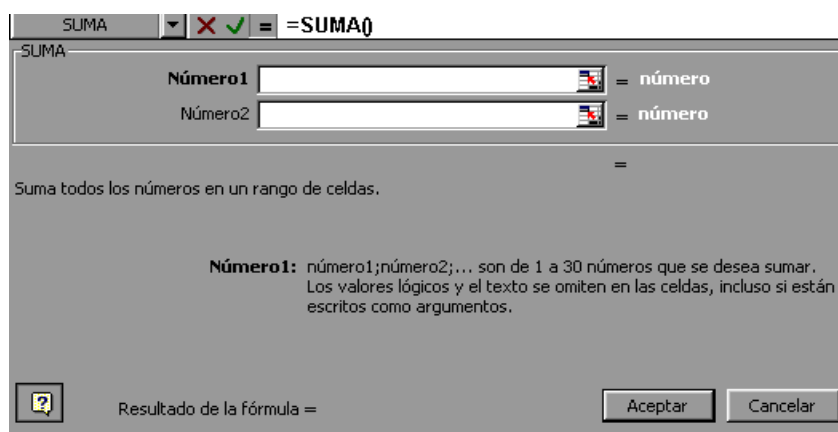 SUMA = =SUMA()
SUMA
Número1 = número
Número2 = número
=
Suma todos los números en un rango de celdas.
Número1: número1;número2;... son de 1 a 30 números que se desea sumar.
Los valores lógicos y el texto se omiten en las celdas, incluso si están
escritos como argumentos.
? Resultado de la fórmula = Aceptar Cancelar